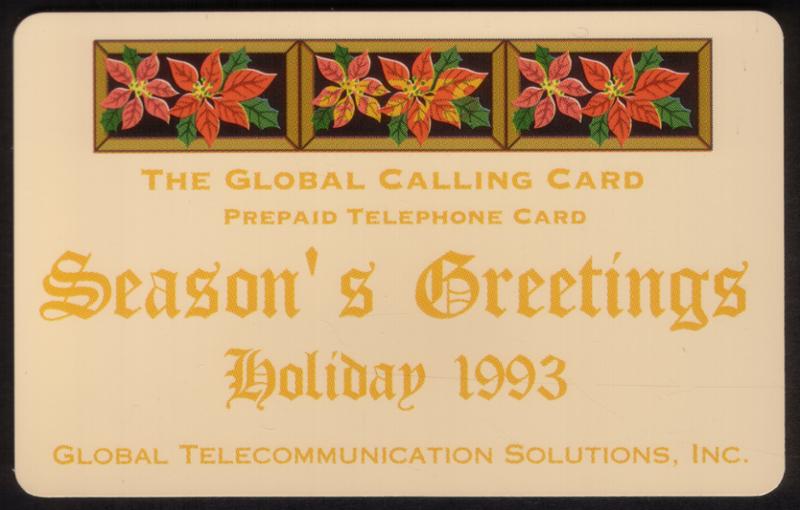 THE GLOBAL CALLING CARD
PREPAID TELEPHONE CARD
Season's Greetings
Holiday 1993
GLOBAL TELECOMMUNICATION SOLUTIONS, INC.